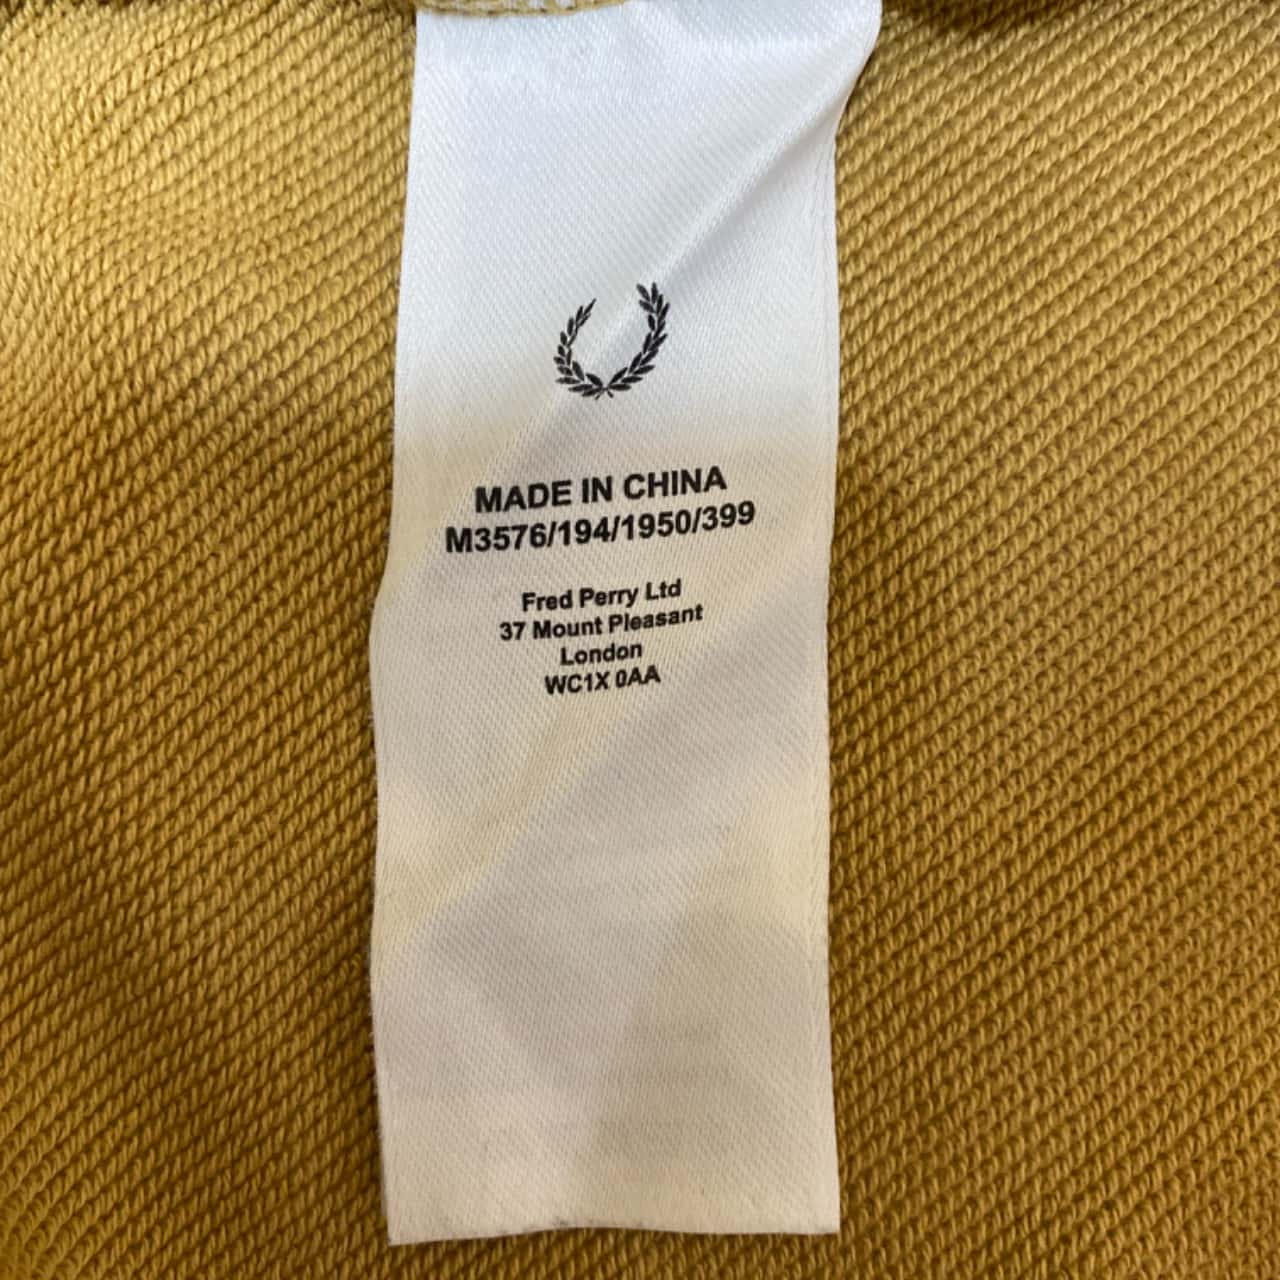 MADE IN CHINA
M3576/194/1950/399
Fred Perry Ltd
37 Mount Pleasant
London
WC1X 0AA